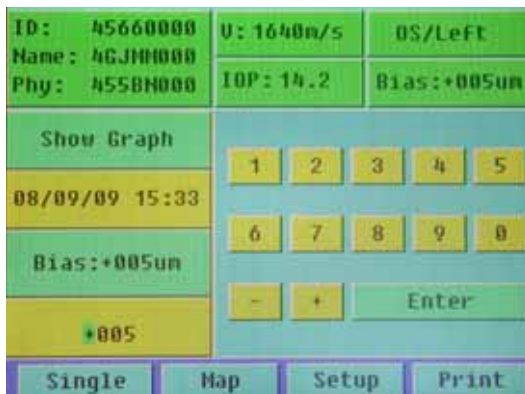 ID: 45660000
Name: 4GJMM000
Phy: 455BN000
V: 1640m/s
OS/Left
IOP: 14.2
Bias:+005um
Show Graph
08/09/09 15:33
Bias:+005um
+005
1 2 3 4 5
6 7 8 9 0
- + Enter
Single Map Setup Print